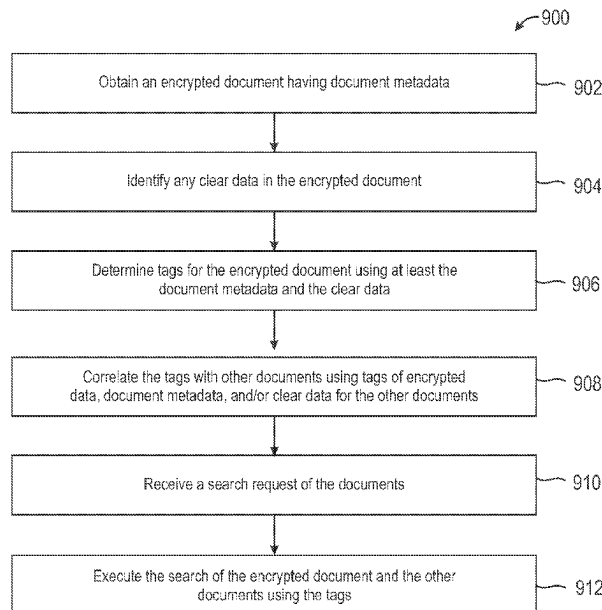 900
Obtain an encrypted document having document metadata
902
Identify any clear data in the encrypted document
904
Determine tags for the encrypted document using at least the
document metadata and the clear data
906
Correlate the tags with other documents using tags of encrypted
data, document metadata, and/or clear data for the other documents
908
Receive a search request of the documents
910
Execute the search of the encrypted document and the other
documents using the tags
912